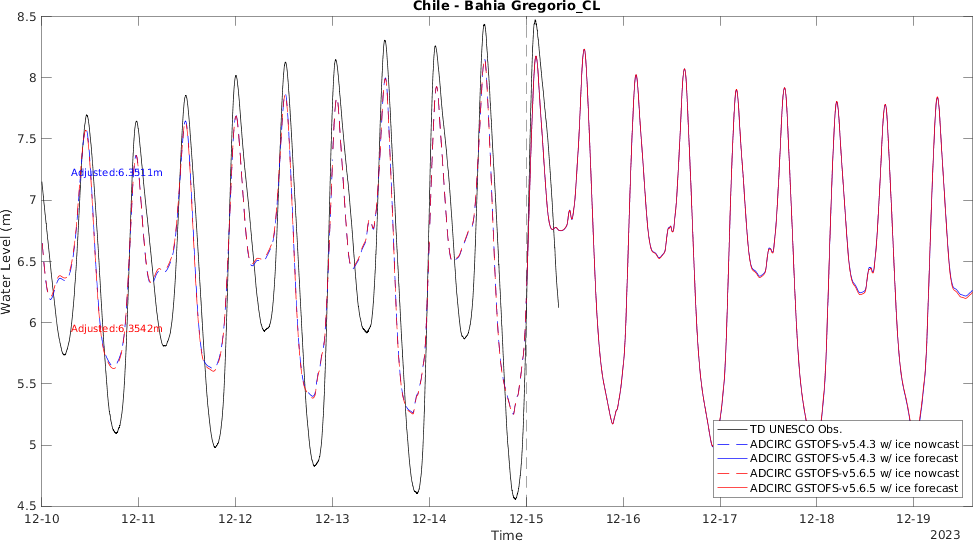 Chile - Bahia Gregorio_CL
8.5
8
7.5
7
6.5
6
5.5
5
4.5
Water Level (m)
Adjusted:6.3511m
Adjusted:6.3542m
TD UNESCO Obs.
ADCIRC GSTOFS-v5.4.3 w/ ice nowcast
ADCIRC GSTOFS-v5.4.3 w/ ice forecast
ADCIRC GSTOFS-v5.6.5 w/ ice nowcast
ADCIRC GSTOFS-v5.6.5 w/ ice forecast
12-10 12-11 12-12 12-13 12-14 12-15 12-16 12-17 12-18 12-19
Time
2023